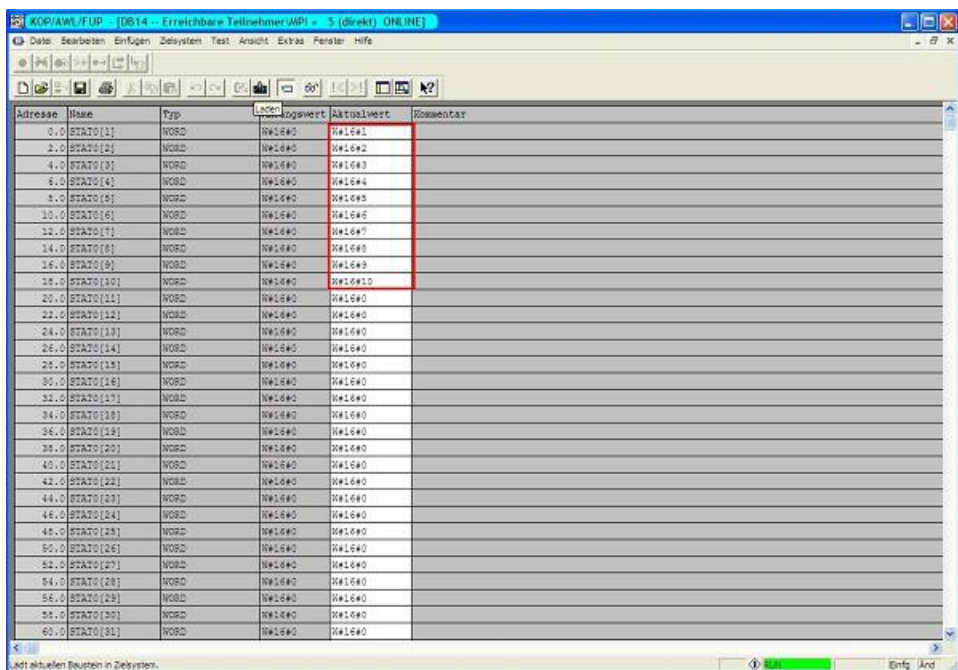 KOP/AWL/FUP - [DB14 -- Erreichbare Teilnehmer\MPI = 5 (direkt) ONLINE]
Datei Bearbeiten Einfügen Zielsystem Test Ansicht Extras Fenster Hilfe
Laden
Adresse Name Typ Aktualwert Kommentar
0.0 STAT0[1] WORD W#16#0 W#16#1
2.0 STAT0[2] WORD W#16#0 W#16#2
4.0 STAT0[3] WORD W#16#0 W#16#3
6.0 STAT0[4] WORD W#16#0 W#16#4
8.0 STAT0[5] WORD W#16#0 W#16#5
10.0 STAT0[6] WORD W#16#0 W#16#6
12.0 STAT0[7] WORD W#16#0 W#16#7
14.0 STAT0[8] WORD W#16#0 W#16#8
16.0 STAT0[9] WORD W#16#0 W#16#9
18.0 STAT0[10] WORD W#16#0 W#16#10
20.0 STAT0[11] WORD W#16#0 W#16#0
22.0 STAT0[12] WORD W#16#0 W#16#0
24.0 STAT0[13] WORD W#16#0 W#16#0
26.0 STAT0[14] WORD W#16#0 W#16#0
28.0 STAT0[15] WORD W#16#0 W#16#0
30.0 STAT0[16] WORD W#16#0 W#16#0
32.0 STAT0[17] WORD W#16#0 W#16#0
34.0 STAT0[18] WORD W#16#0 W#16#0
36.0 STAT0[19] WORD W#16#0 W#16#0
38.0 STAT0[20] WORD W#16#0 W#16#0
40.0 STAT0[21] WORD W#16#0 W#16#0
42.0 STAT0[22] WORD W#16#0 W#16#0
44.0 STAT0[23] WORD W#16#0 W#16#0
46.0 STAT0[24] WORD W#16#0 W#16#0
48.0 STAT0[25] WORD W#16#0 W#16#0
50.0 STAT0[26] WORD W#16#0 W#16#0
52.0 STAT0[27] WORD W#16#0 W#16#0
54.0 STAT0[28] WORD W#16#0 W#16#0
56.0 STAT0[29] WORD W#16#0 W#16#0
58.0 STAT0[30] WORD W#16#0 W#16#0
60.0 STAT0[31] WORD W#16#0 W#16#0
Lädt aktuellen Baustein in Zielsystem. RUN Einfg Änd